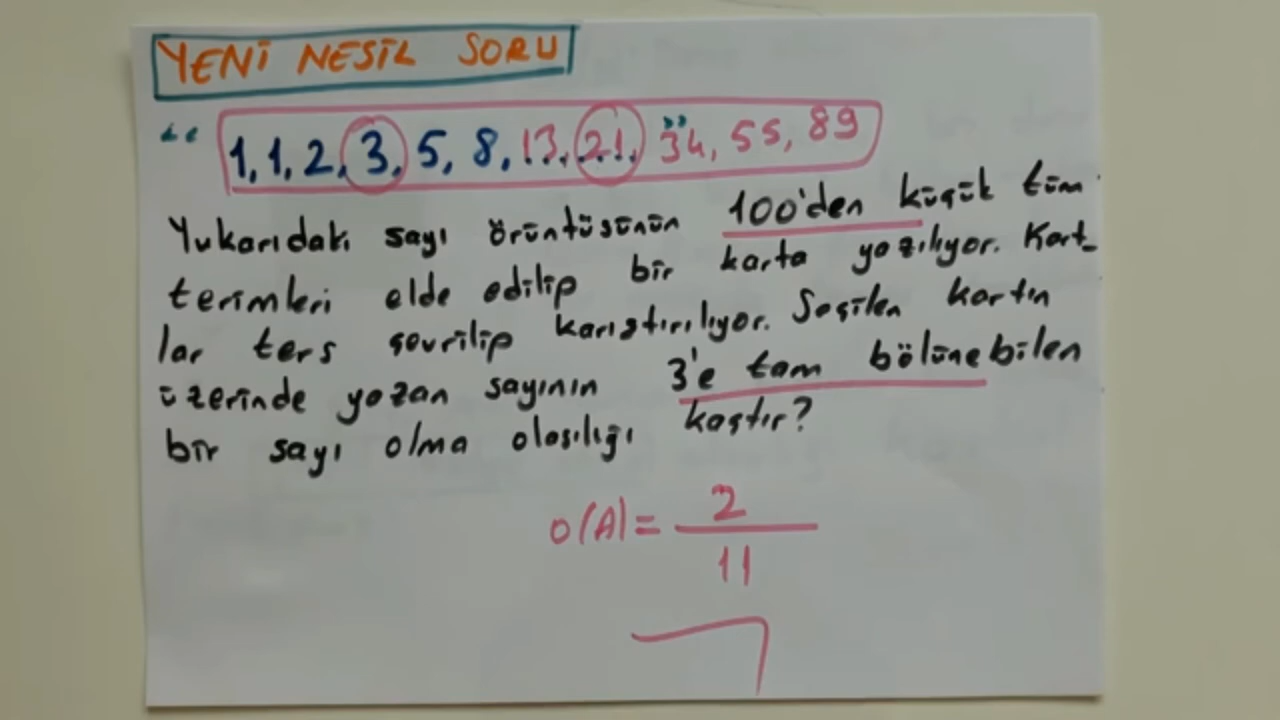 YENİ NESİL SORU
“ 1, 1, 2, 3, 5, 8, 13, 21, 34, 55, 89 ”
Yukarıdaki sayı örüntüsünün 100'den küçük tüm
terimleri elde edilip bir karta yazılıyor. Kart-
lar ters çevrilip karıştırılıyor. Seçilen kartın
üzerinde yazan sayının 3'e tam bölünebilen
bir sayı olma olasılığı kaçtır?
O(A) = 2
11